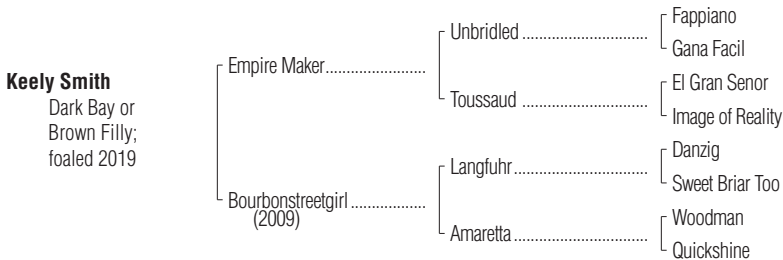 Keely Smith
Dark Bay or
Brown Filly;
foaled 2019
Empire Maker
Bourbonstreetgirl
(2009)
Unbridled
Toussaud
Langfuhr
Amaretta
Fappiano
Gana Facil
El Gran Senor
Image of Reality
Danzig
Sweet Briar Too
Woodman
Quickshine